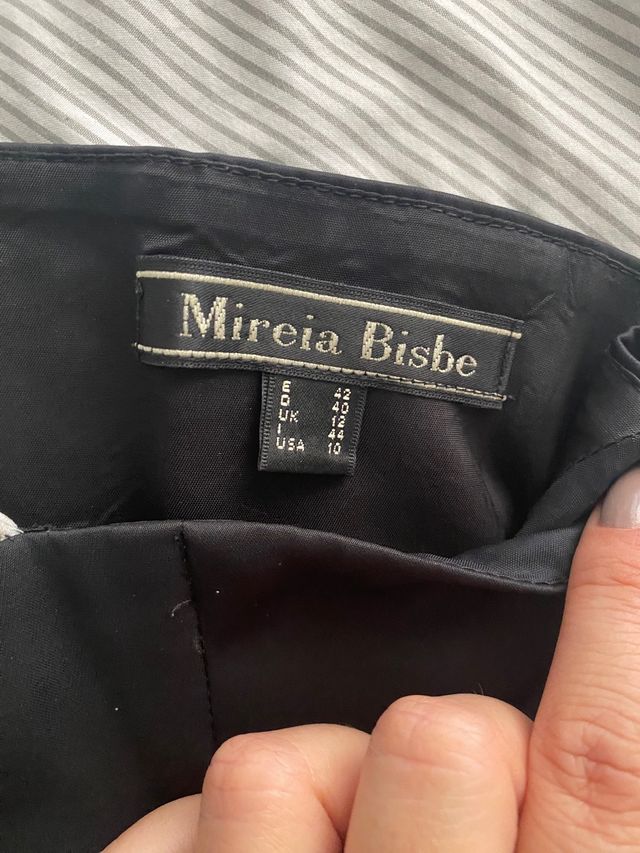 Mireia Bisbe
E 42
D 40
UK 12
I 44
USA 10